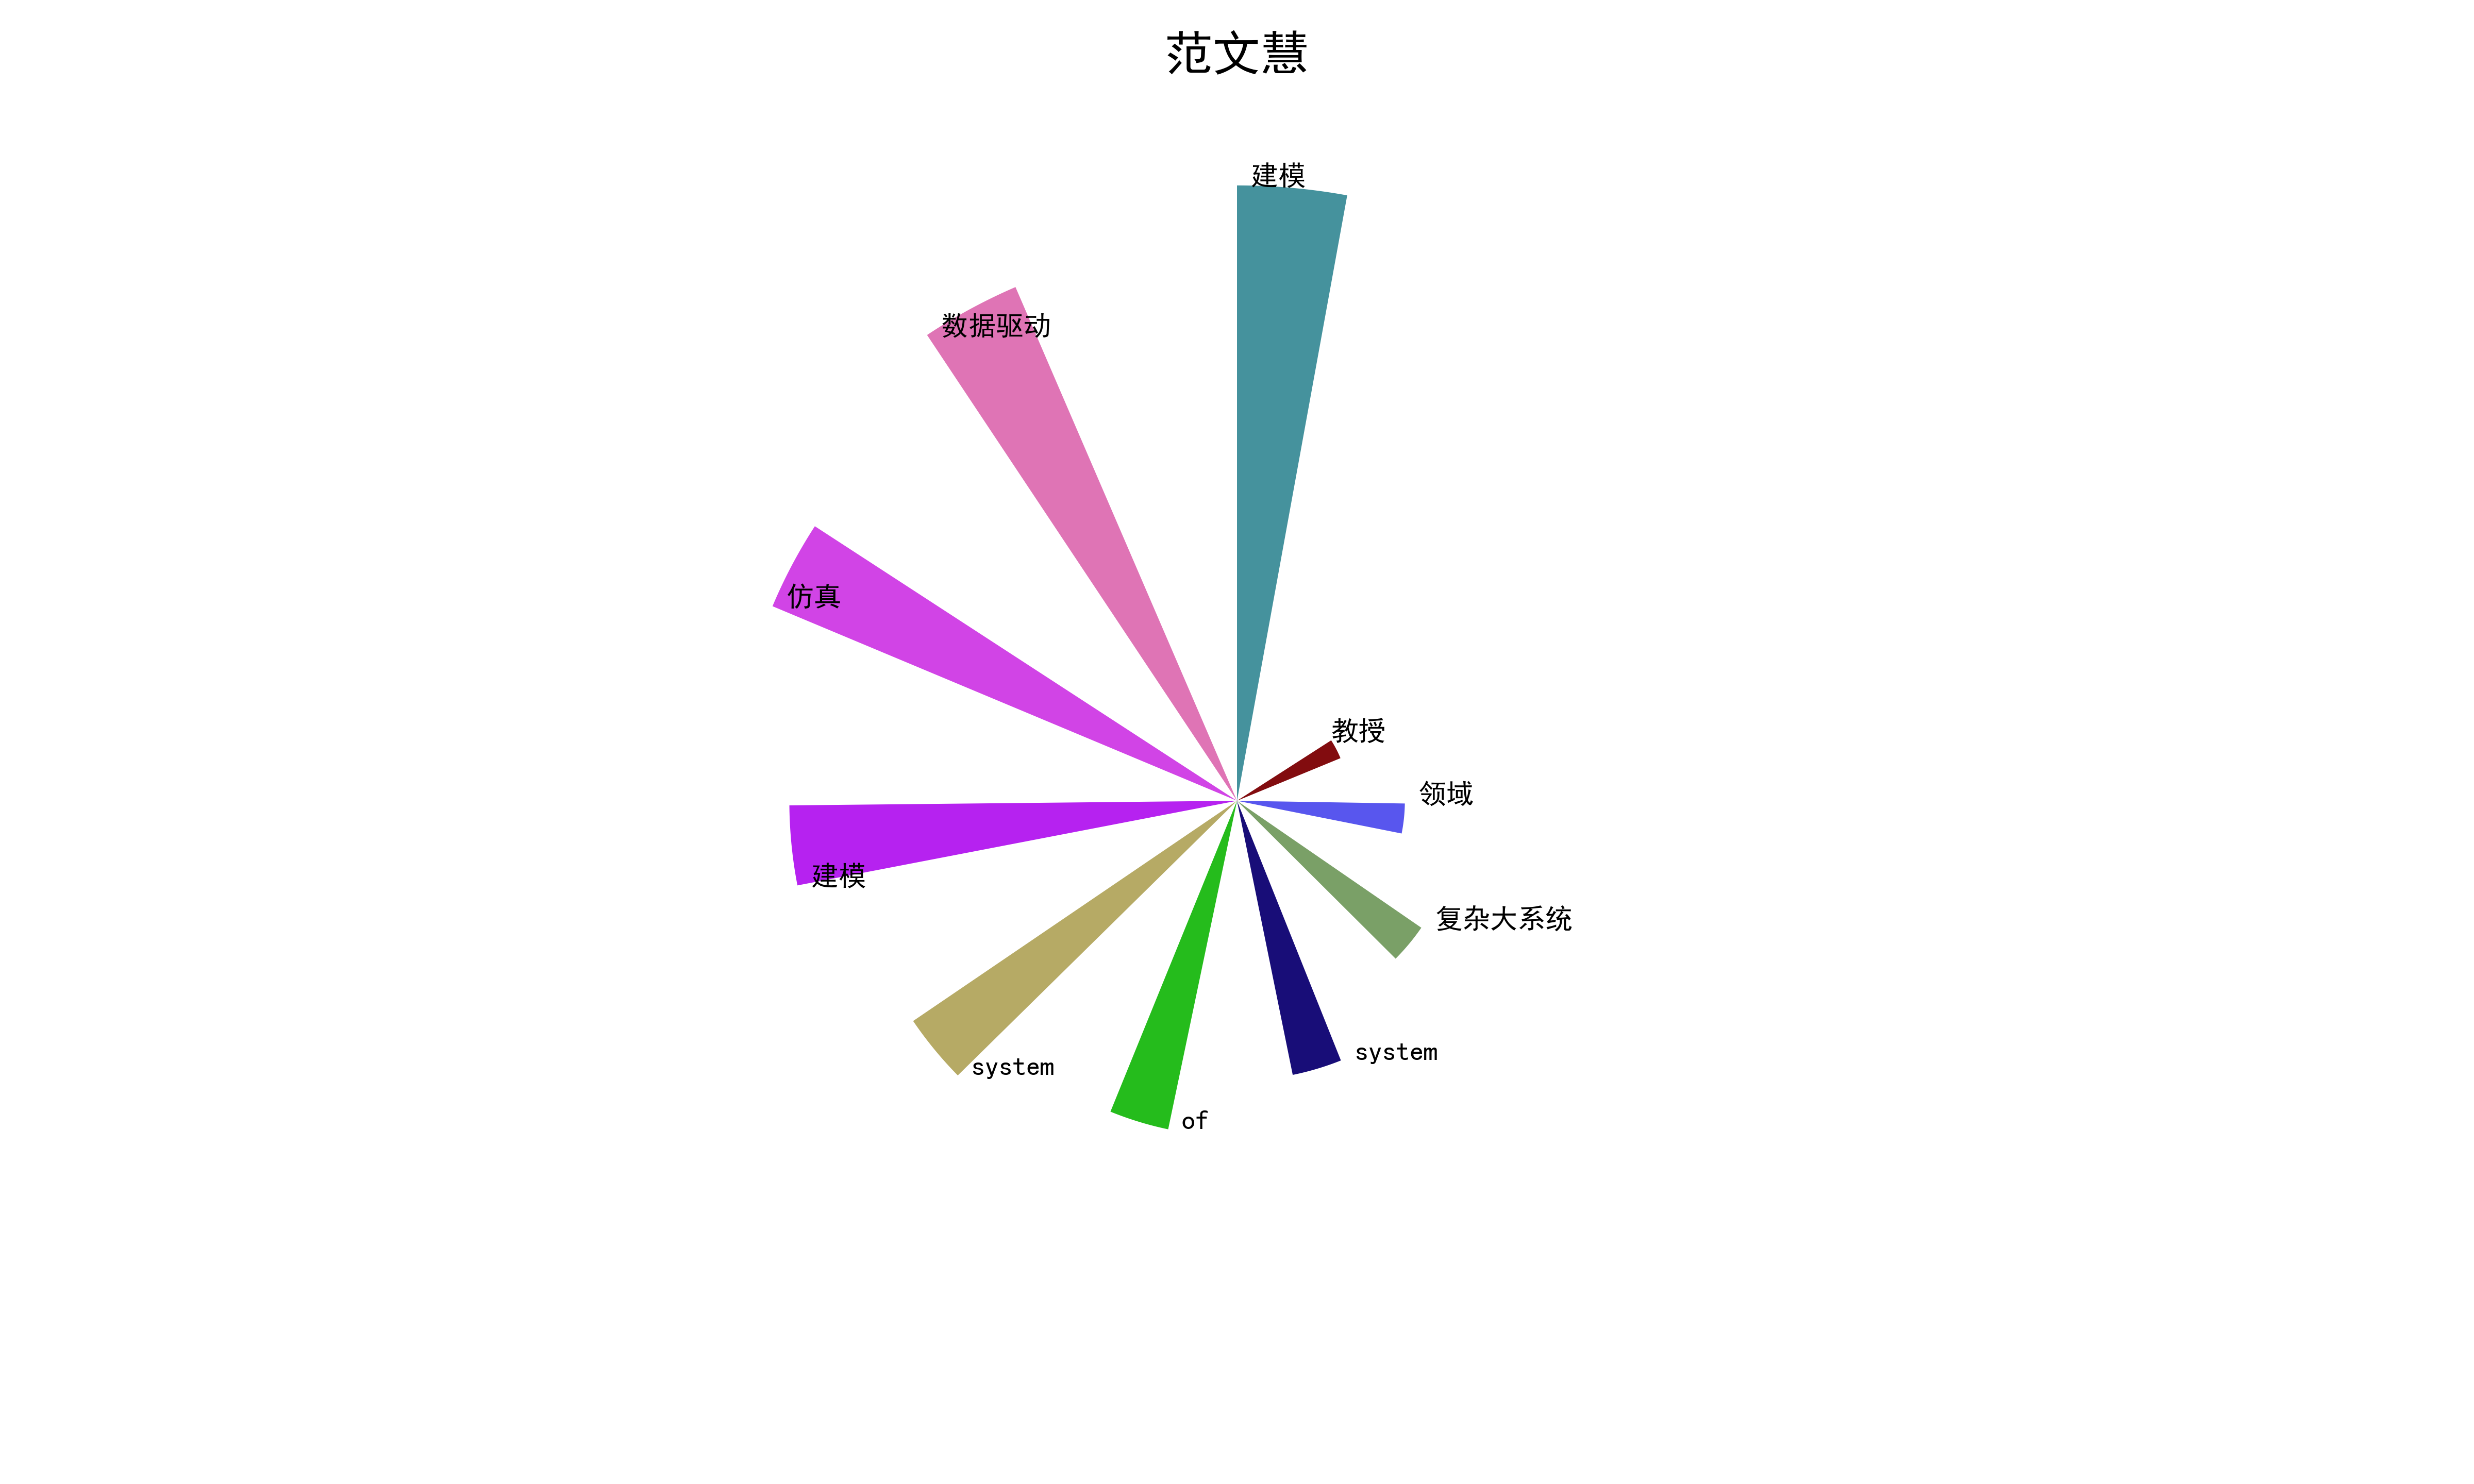 范文慧
建模
数据驱动
仿真
教授
领域
建模
复杂大系统
system
system
of